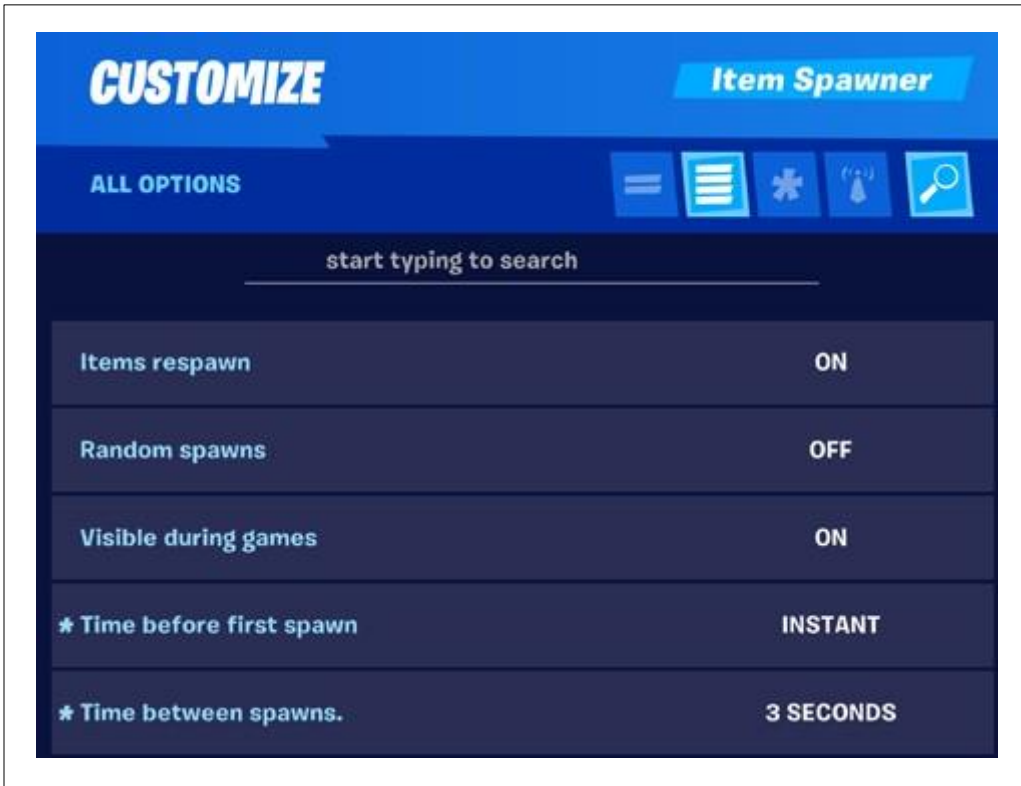 CUSTOMIZE
Item Spawner
ALL OPTIONS
start typing to search
Items respawn ON
Random spawns OFF
Visible during games ON
* Time before first spawn INSTANT
* Time between spawns. 3 SECONDS